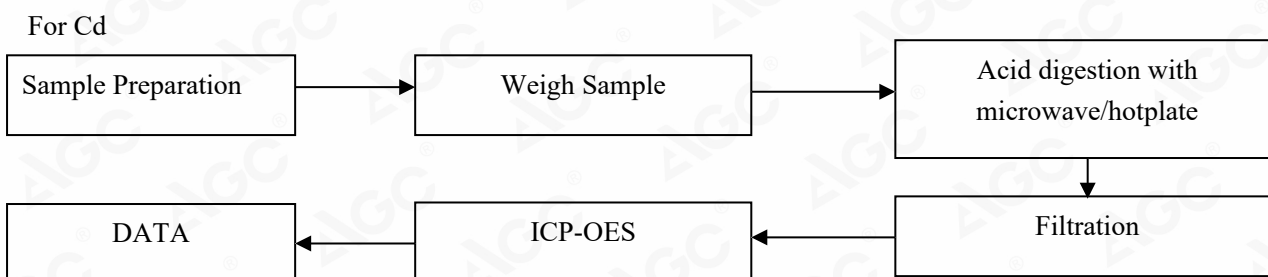 For Cd
Sample Preparation
Weigh Sample
Acid digestion with
microwave/hotplate
Filtration
ICP-OES
DATA